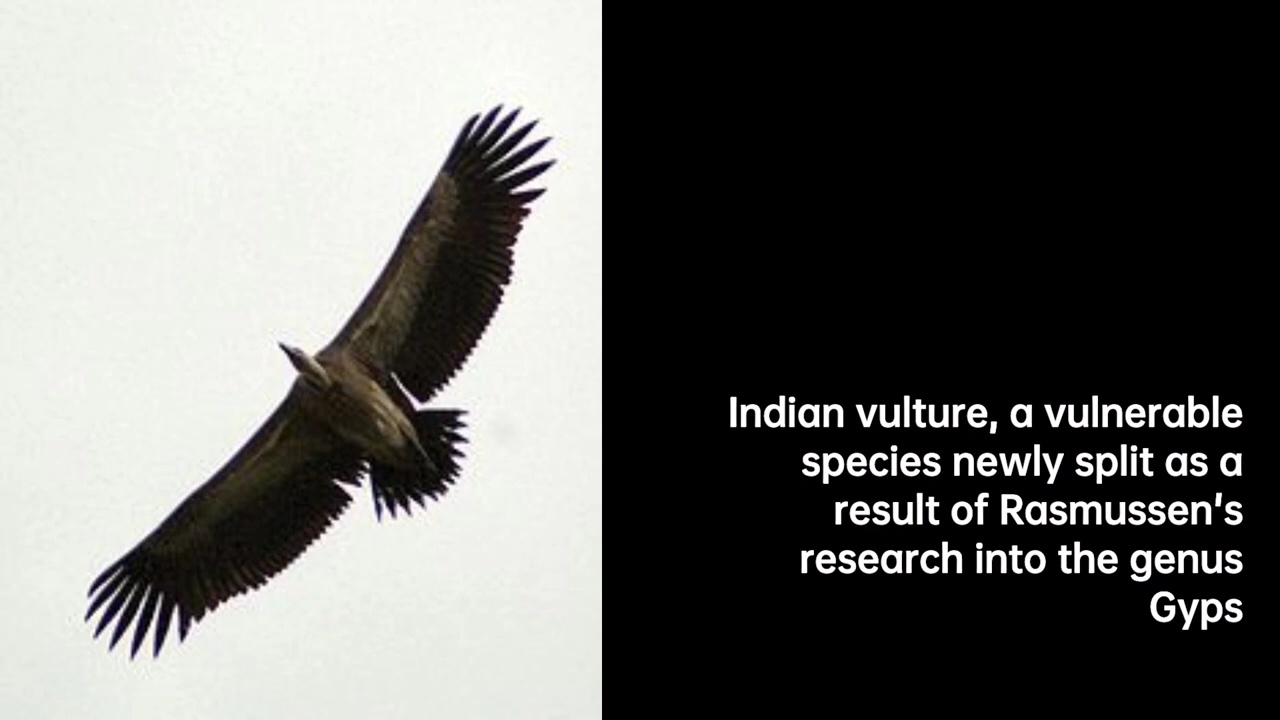 Indian vulture, a vulnerable
species newly split as a
result of Rasmussen's
research into the genus
Gyps